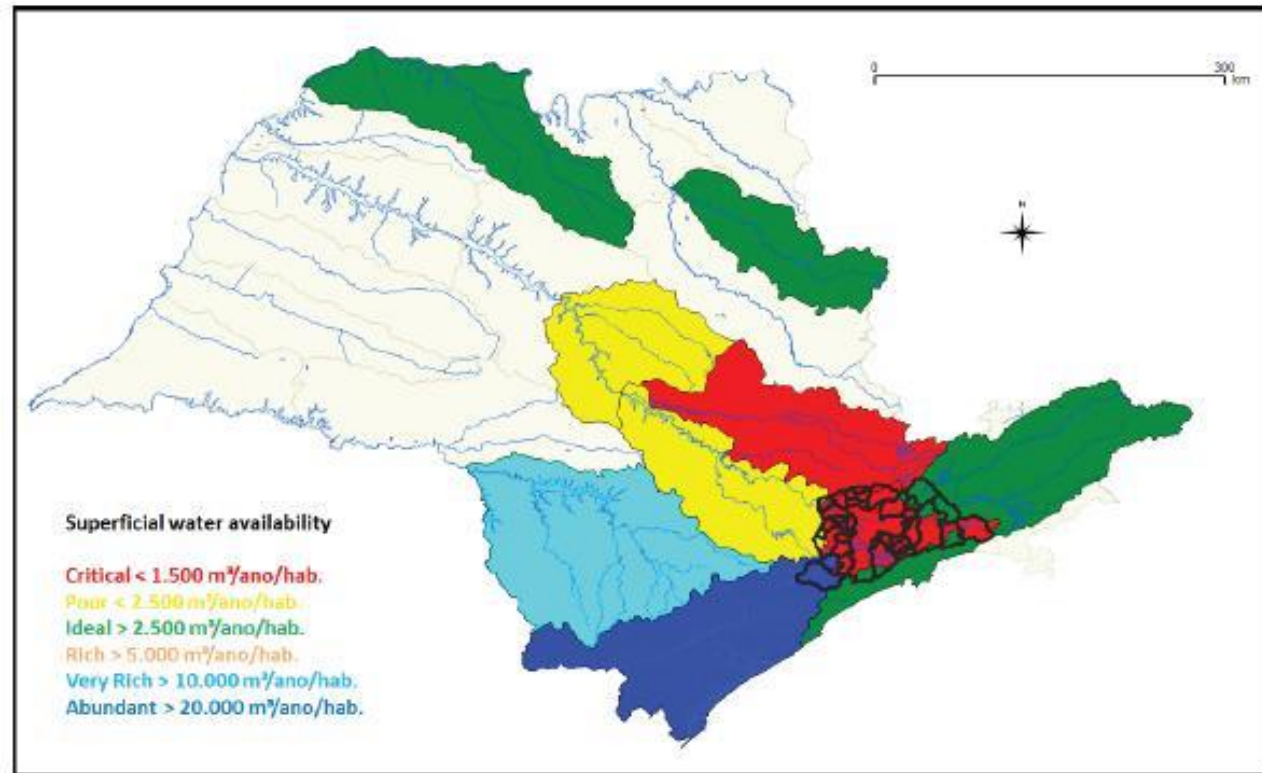 0 300
km
N
Superficial water availability
Critical < 1.500 m³/ano/hab.
Pour < 2.500 m³/ano/hab.
Ideal > 2.500 m³/ano/hab.
Rich > 5.000 m³/ano/hab.
Very Rich > 10.000 m³/ano/hab.
Abundant > 20.000 m³/ano/hab.